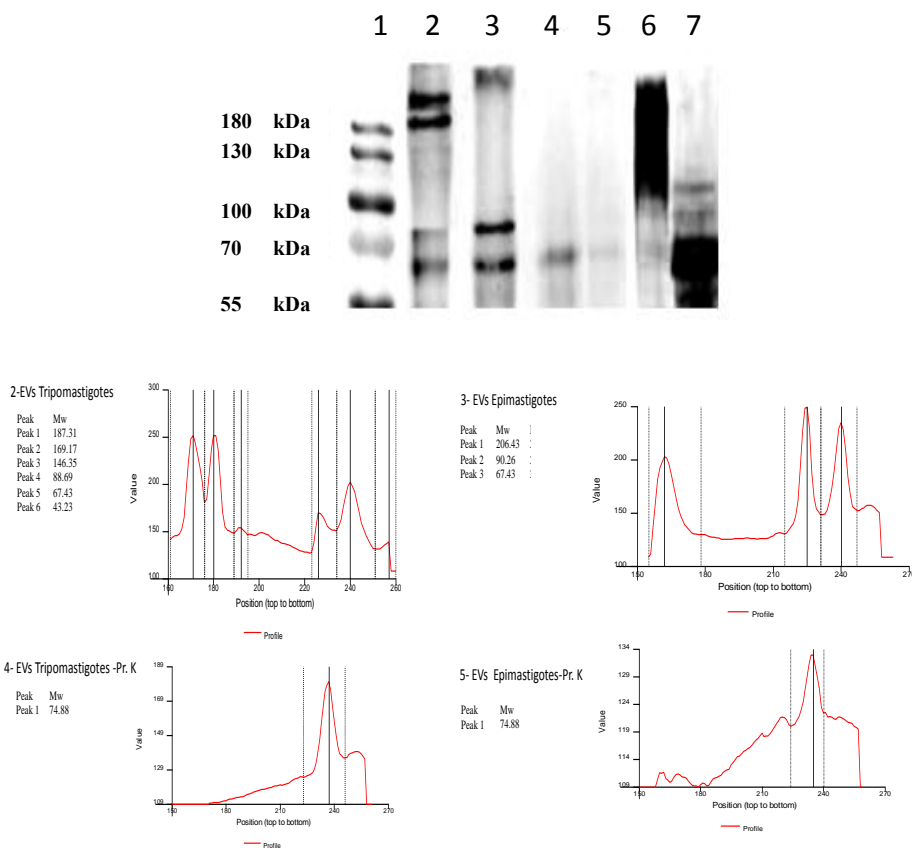 1 2 3 4 5 6 7
180 kDa
130 kDa
100 kDa
70 kDa
55 kDa
2-EVs Tripomastigotes
Peak Mw
Peak 1 187.31
Peak 2 169.17
Peak 3 146.35
Peak 4 88.69
Peak 5 67.43
Peak 6 43.23
300
250
200
150
100
Value
160 180 200 220 240 260
Position (top to bottom)
Profile
3- EVs Epimastigotes
Peak Mw
Peak 1 206.43
Peak 2 90.26
Peak 3 67.43
250
200
150
100
Value
150 180 210 240 270
Position (top to bottom)
Profile
4- EVs Tripomastigotes -Pr. K
Peak Mw
Peak 1 74.88
189
169
149
129
109
Value
150 180 210 240 270
Position (top to bottom)
Profile
5- EVs Epimastigotes-Pr. K
Peak Mw
Peak 1 74.88
134
129
124
119
114
109
Value
150 180 210 240 270
Position (top to bottom)
Profile